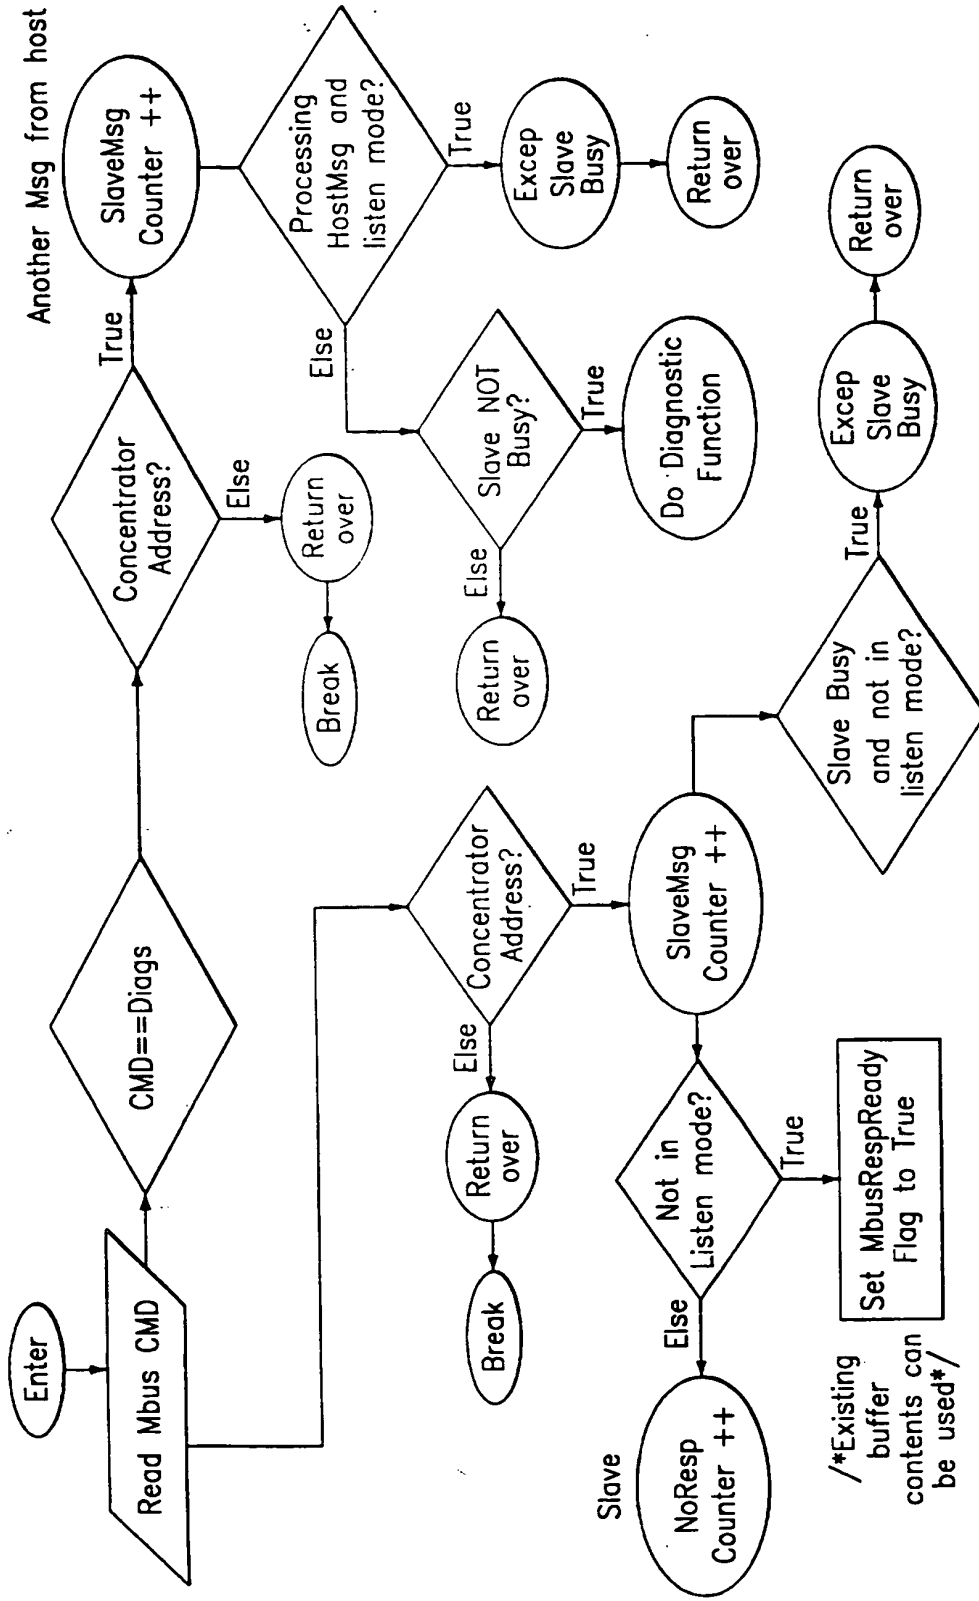 Enter
Read Mbus CMD
CMD==Diags
Concentrator
Address?
True
Another Msg from host
SlaveMsg
Counter ++
Else
Return
over
Break
Processing
HostMsg and
listen mode?
True
Excep
Slave
Busy
Return
over
Else
Slave NOT
Busy?
Else
Return
over
True
Do Diagnostic
Function
Concentrator
Address?
Else
Return
over
Break
True
SlaveMsg
Counter ++
Slave Busy
and not in
listen mode?
True
Excep
Slave
Busy
Return
over
Not in
Listen mode?
Else
Slave
NoResp
Counter ++
True
Set MbusRespReady
Flag to True
/*Existing
buffer
contents can
be used*/